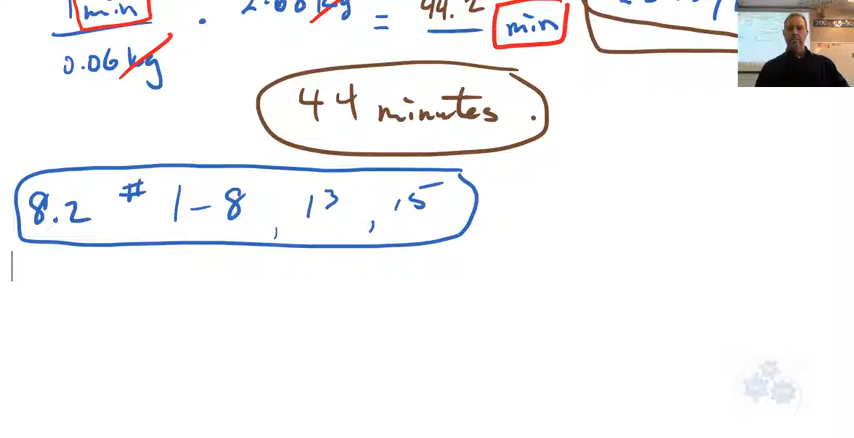 1 min
0.06 kg
· 2.66 kg = 44.2 min
44 minutes.
8.2 # 1-8, 13, 15